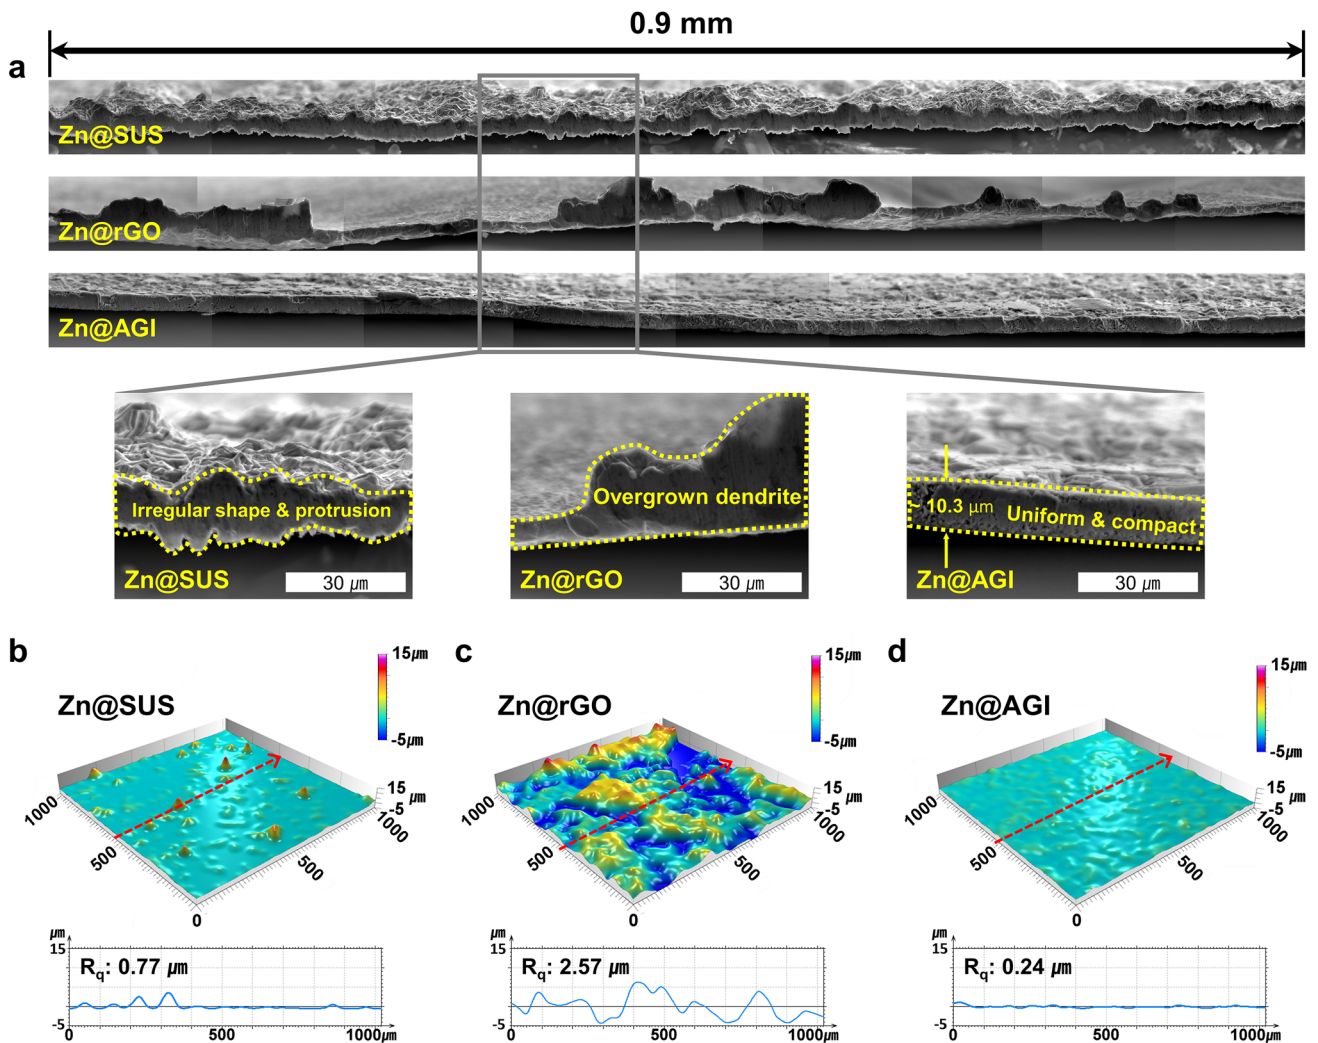 0.9 mm
a
Zn@SUS
Zn@rGO
Zn@AGI
Irregular shape & protrusion
Zn@SUS
30 µm
Overgrown dendrite
Zn@rGO
30 µm
~ 10.3 µm
Uniform & compact
Zn@AGI
30 µm
b
Zn@SUS
15µm
-5µm
15 µm
-5
1000
1000
500
500
0
µm
15
-5
Rq: 0.77 µm
0
500
1000µm
c
Zn@rGO
15µm
-5µm
15 µm
-5
1000
1000
500
500
0
µm
15
-5
Rq: 2.57 µm
0
500
1000µm
d
Zn@AGI
15µm
-5µm
15 µm
-5
1000
1000
500
500
0
µm
15
-5
Rq: 0.24 µm
0
500
1000µm